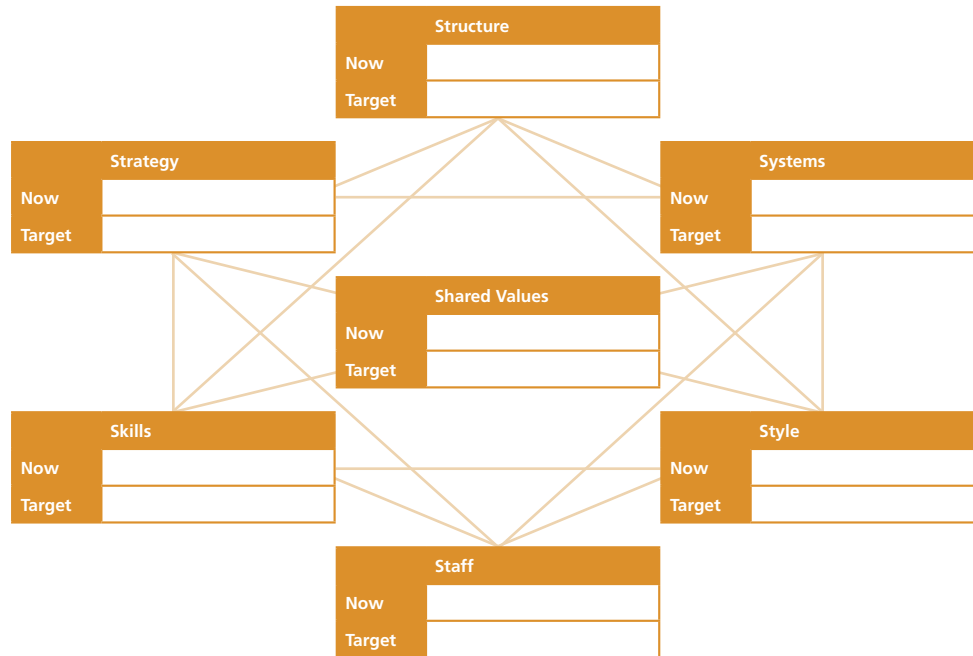 Structure
Now
Target
Strategy
Now
Target
Systems
Now
Target
Shared Values
Now
Target
Skills
Now
Target
Style
Now
Target
Staff
Now
Target